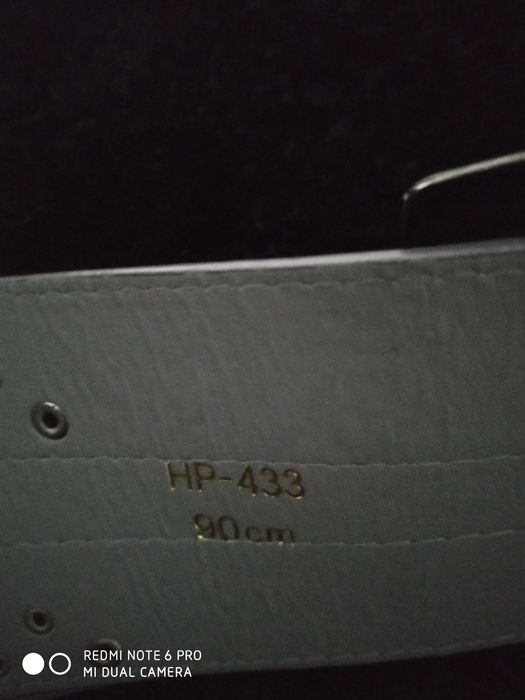 HP-433
90cm
REDMI NOTE 6 PRO
MI DUAL CAMERA